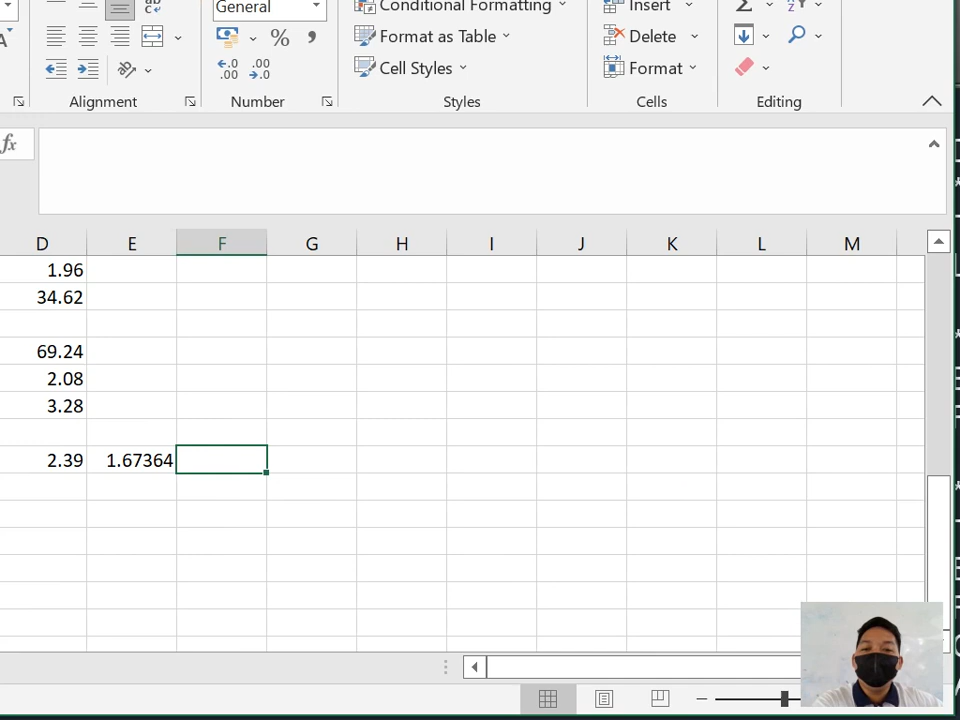 General
Conditional Formatting
Insert
Format as Table
Delete
Cell Styles
Format
Alignment
Number
Styles
Cells
Editing
fx
D E F G H I J K L M
1.96
34.62
69.24
2.08
3.28
2.39 1.67364